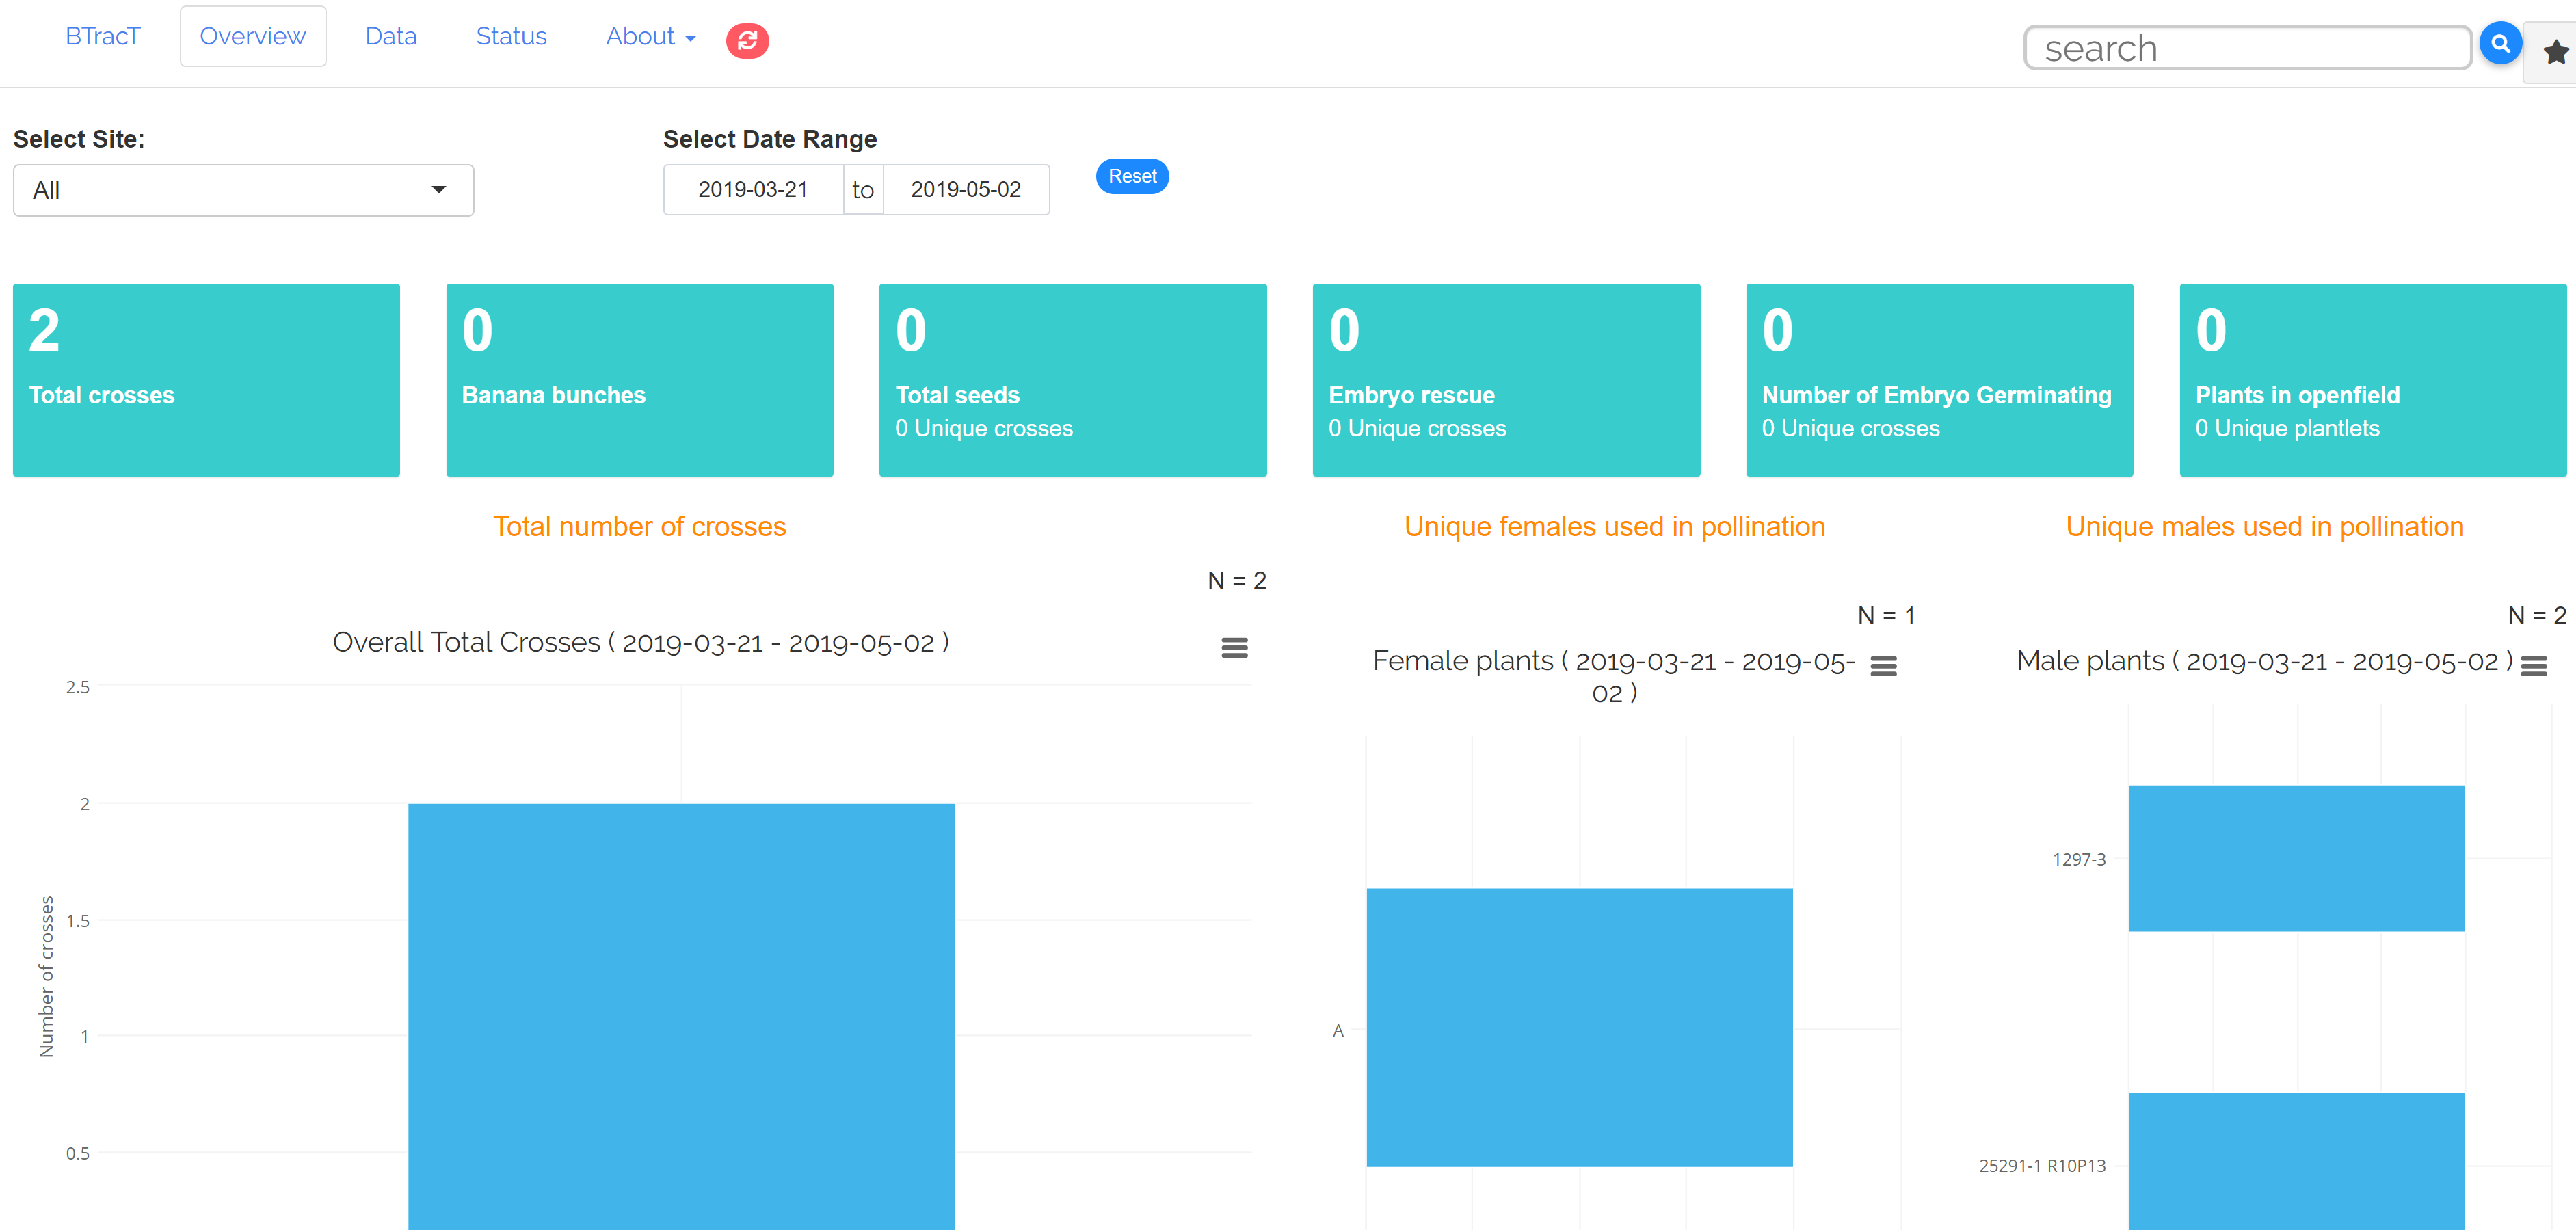 BTracT Overview Data Status About
search
Select Site:
All
Select Date Range
2019-03-21 to 2019-05-02
Reset
2
Total crosses
0
Banana bunches
0
Total seeds
0 Unique crosses
0
Embryo rescue
0 Unique crosses
0
Number of Embryo Germinating
0 Unique crosses
0
Plants in openfield
0 Unique plantlets
Total number of crosses
N = 2
Overall Total Crosses ( 2019-03-21 - 2019-05-02 )
2.5
2
1.5
1
0.5
Number of crosses
Unique females used in pollination
N = 1
Female plants ( 2019-03-21 - 2019-05-
02 )
A
Unique males used in pollination
N = 2
Male plants ( 2019-03-21 - 2019-05-02 )
1297-3
25291-1 R10P13